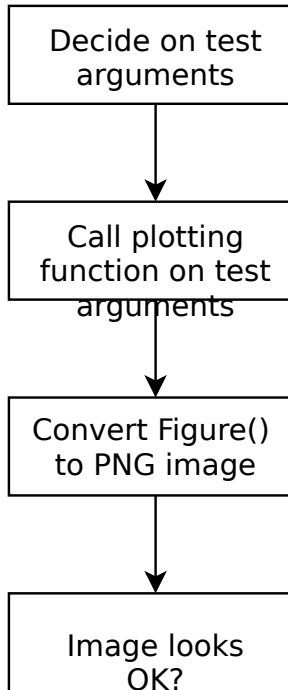 Decide on test
arguments
Call plotting
function on test
arguments
Convert Figure()
to PNG image
Image looks
OK?